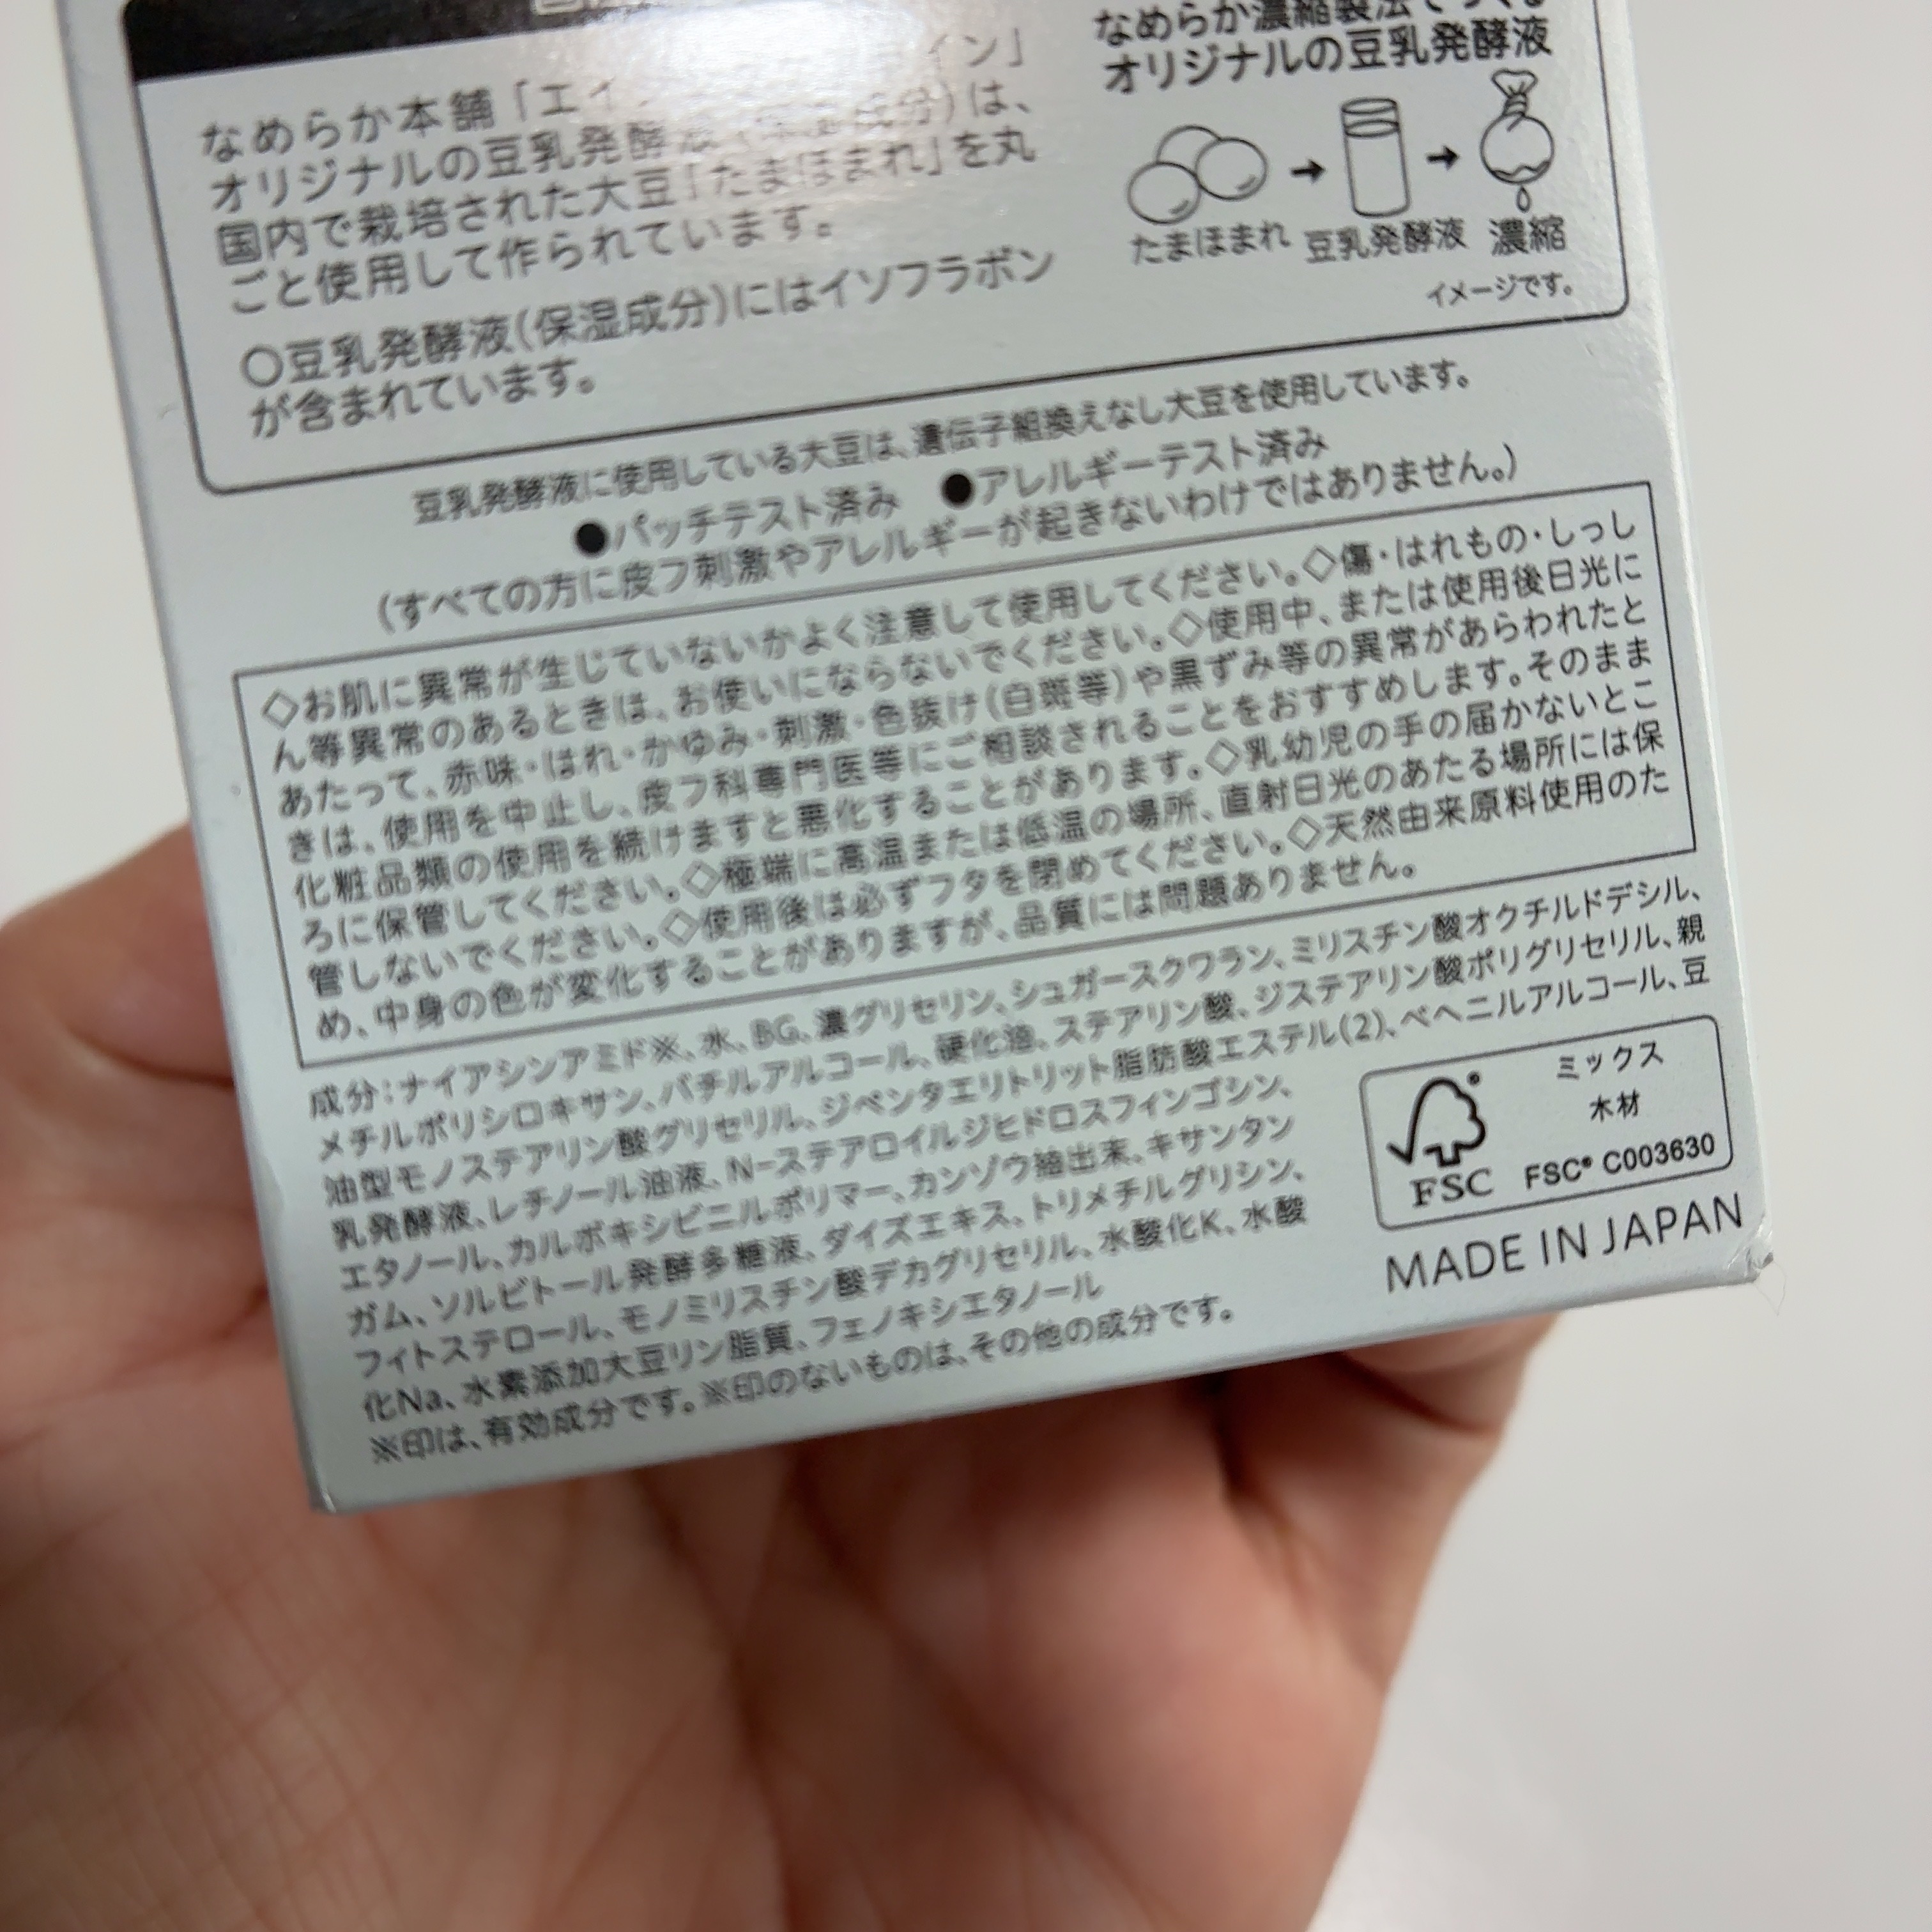 なめらか本舗「エイ イン」
オリジナルの豆乳発酵液(保湿成分)は、
国内で栽培された大豆「たまほまれ」を丸
ごと使用して作られています。
○豆乳発酵液(保湿成分)にはイソフラボン
が含まれています。
なめらか濃縮製法でつくる
オリジナルの豆乳発酵液
たまほまれ 豆乳発酵液 濃縮
イメージです。
豆乳発酵液に使用している大豆は、遺伝子組換えなし大豆を使用しています。
●パッチテスト済み ●アレルギーテスト済み
(すべての方に皮フ刺激やアレルギーが起きないわけではありません。)
◇お肌に異常が生じていないかよく注意して使用してください。◇傷・はれもの・しっし
ん等異常のあるときは、お使いにならないでください。◇使用中、または使用後日光に
あたって、赤味・はれ・かゆみ・刺激・色抜け(白斑等)や黒ずみ等の異常があらわれたと
きは、使用を中止し、皮フ科専門医等にご相談されることをおすすめします。そのまま
化粧品類の使用を続けますと悪化することがあります。◇乳幼児の手の届かないとこ
ろに保管してください。◇極端に高温または低温の場所、直射日光のあたる場所には保
管しないでください。◇使用後は必ずフタを閉めてください。◇天然由来原料使用のた
め、中身の色が変化することがありますが、品質には問題ありません。
成分:ナイアシンアミド※、水、BG、濃グリセリン、シュガースクワラン、ミリスチン酸オクチルドデシル、
メチルポリシロキサン、バチルアルコール、硬化油、ステアリン酸、ジステアリン酸ポリグリセリル、親
油型モノステアリン酸グリセリル、ジペンタエリトリット脂肪酸エステル(2)、ベヘニルアルコール、豆
乳発酵液、レチノール油液、N-ステアロイルジヒドロスフィンゴシン、
エタノール、カルボキシビニルポリマー、カンゾウ抽出末、キサンタン
ガム、ソルビトール発酵多糖液、ダイズエキス、トリメチルグリシン、
フィトステロール、モノミリスチン酸デカグリセリル、水酸化K、水酸
化Na、水素添加大豆リン脂質、フェノキシエタノール
※印は、有効成分です。※印のないものは、その他の成分です。
ミックス
木材
FSC FSC® C003630
MADE IN JAPAN